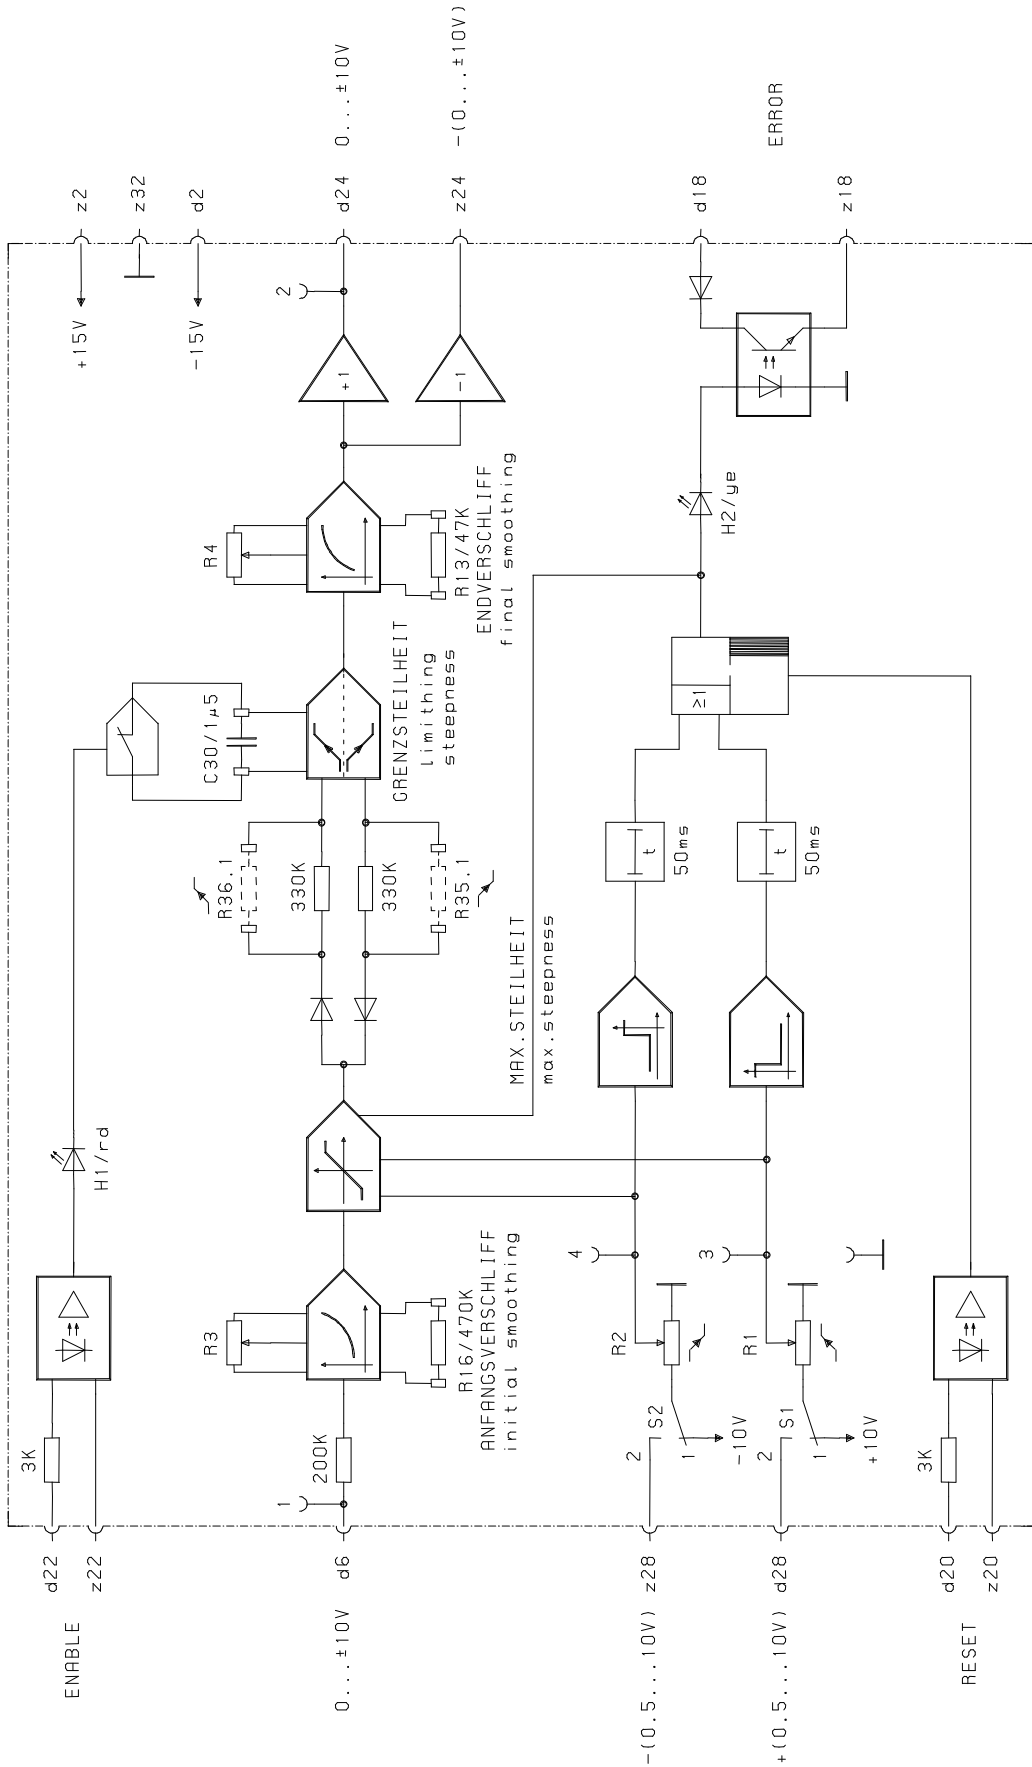 ENABLE
d22
z22
3K
H1/rd
+15V
z2
z32
-15V
d2
0...±10V
d6
1
200K
R3
R16/470K
ANFANGSVERSCHLIFF
initial smoothing
R36.1
330K
330K
R35.1
C30/1µ5
GRENZSTEILHEIT
limithing
steepness
R4
R13/47K
ENDVERSCHLIFF
final smoothing
+1
-1
2
d24
0...±10V
z24
-(0...±10V)
MAX.STEILHEIT
max.steepness
-(0.5...10V)
z28
2
S2
1
-10V
R2
4
+(0.5...10V)
d28
2
S1
1
+10V
R1
3
t
50ms
t
50ms
≥1
H2/ye
d18
z18
ERROR
RESET
d20
z20
3K